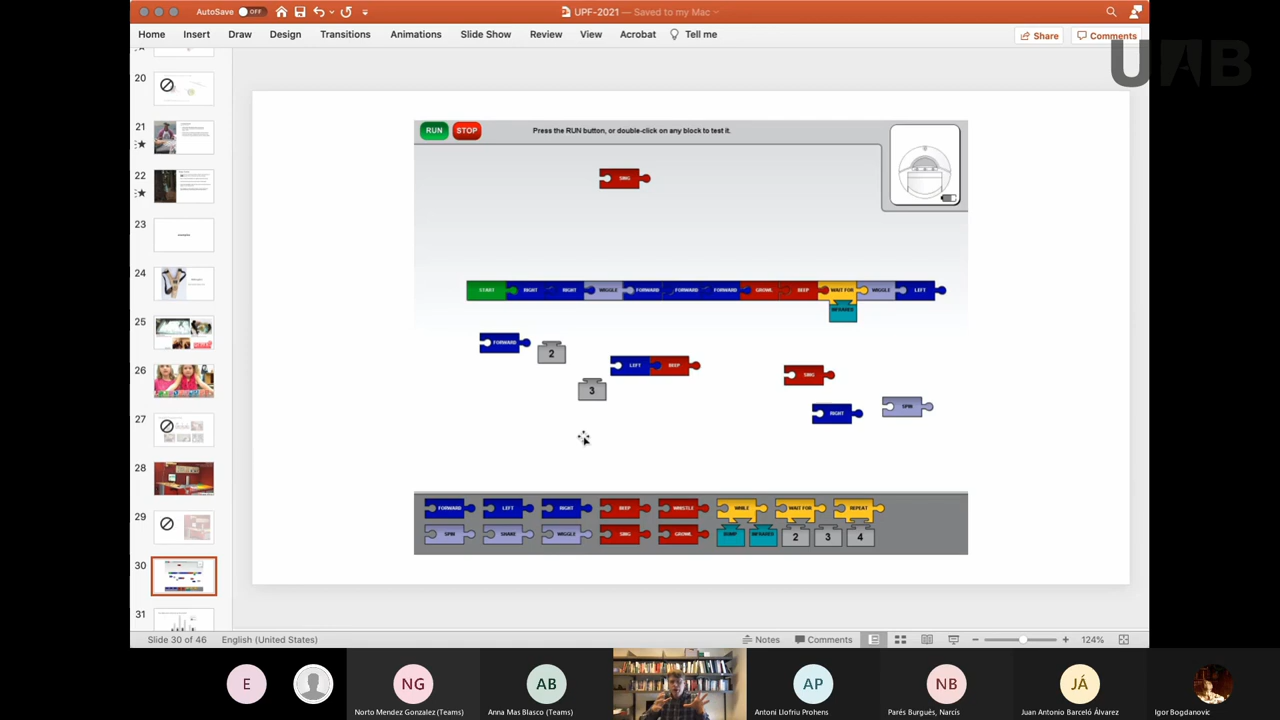 AutoSave OFF
UPF-2021 — Saved to my Mac
Home Insert Draw Design Transitions Animations Slide Show Review View Acrobat Tell me
Share Comments
UAB
20
21
22
23
24
25
26
27
28
29
30
31
RUN STOP Press the RUN button, or double-click on any block to test it.
SING
START RIGHT RIGHT WIGGLE FORWARD FORWARD FORWARD GROWL BEEP WAIT FOR WIGGLE LEFT
INFRARED
FORWARD 2
LEFT BEEP
3
SING
RIGHT SPIN
FORWARD LEFT RIGHT BEEP WHISTLE WHILE WAIT FOR REPEAT
SPIN SHAKE WIGGLE SING GROWL BUMP INFRARED 2 3 4
Slide 30 of 46 English (United States) Notes Comments 124%
E
NG
Norto Mendez Gonzalez (Teams)
AB
Anna Mas Blasco (Teams)
AP
Antoni Llofriu Prohens
NB
Parés Burguès, Narcís
JÁ
Juan Antonio Barceló Álvarez
Igor Bogdanovic